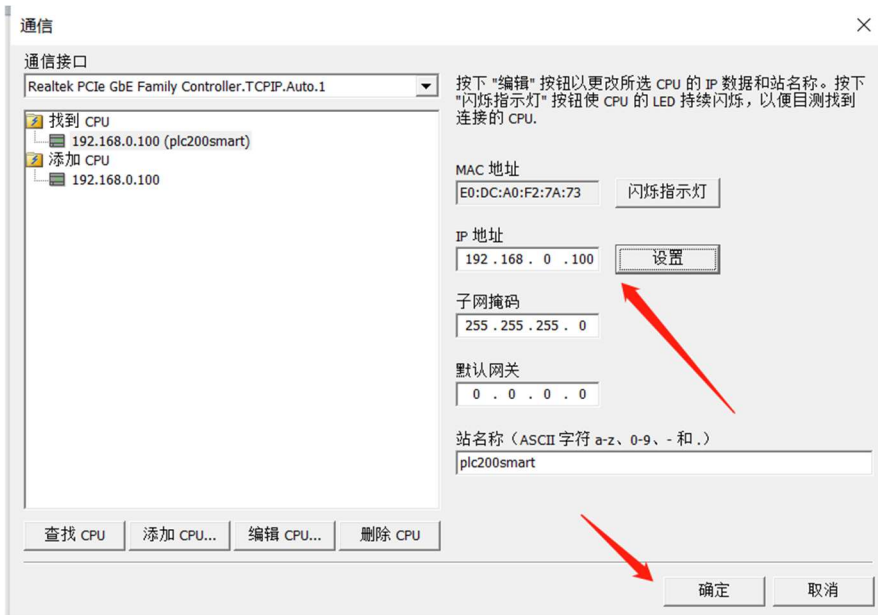 通信
通信接口
Realtek PCIe GbE Family Controller.TCPIP.Auto.1
找到 CPU
192.168.0.100 (plc200smart)
添加 CPU
192.168.0.100
按下 "编辑" 按钮以更改所选 CPU 的 IP 数据和站名称。按下
"闪烁指示灯" 按钮使 CPU 的 LED 持续闪烁，以便目测找到
连接的 CPU.
MAC 地址
E0:DC:A0:F2:7A:73
闪烁指示灯
IP 地址
192 . 168 . 0 . 100
设置
子网掩码
255 . 255 . 255 . 0
默认网关
0 . 0 . 0 . 0
站名称（ASCII 字符 a-z、0-9、- 和 .）
plc200smart
查找 CPU
添加 CPU...
编辑 CPU...
删除 CPU
确定
取消